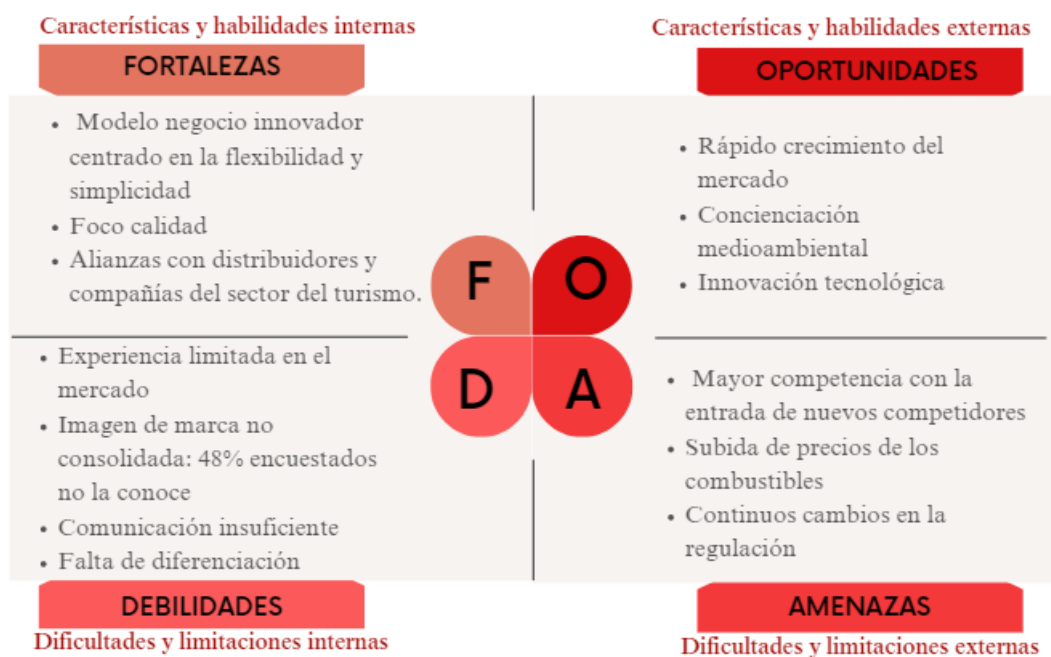 Características y habilidades internas
FORTALEZAS
• Modelo negocio innovador
centrado en la flexibilidad y
simplicidad
• Foco calidad
• Alianzas con distribuidores y
compañías del sector del turismo.
Características y habilidades externas
OPORTUNIDADES
• Rápido crecimiento del
mercado
• Concienciación
medioambiental
• Innovación tecnológica
F
O
D
A
• Experiencia limitada en el
mercado
• Imagen de marca no
consolidada: 48% encuestados
no la conoce
• Comunicación insuficiente
• Falta de diferenciación
DEBILIDADES
Dificultades y limitaciones internas
• Mayor competencia con la
entrada de nuevos competidores
• Subida de precios de los
combustibles
• Continuos cambios en la
regulación
AMENAZAS
Dificultades y limitaciones externas